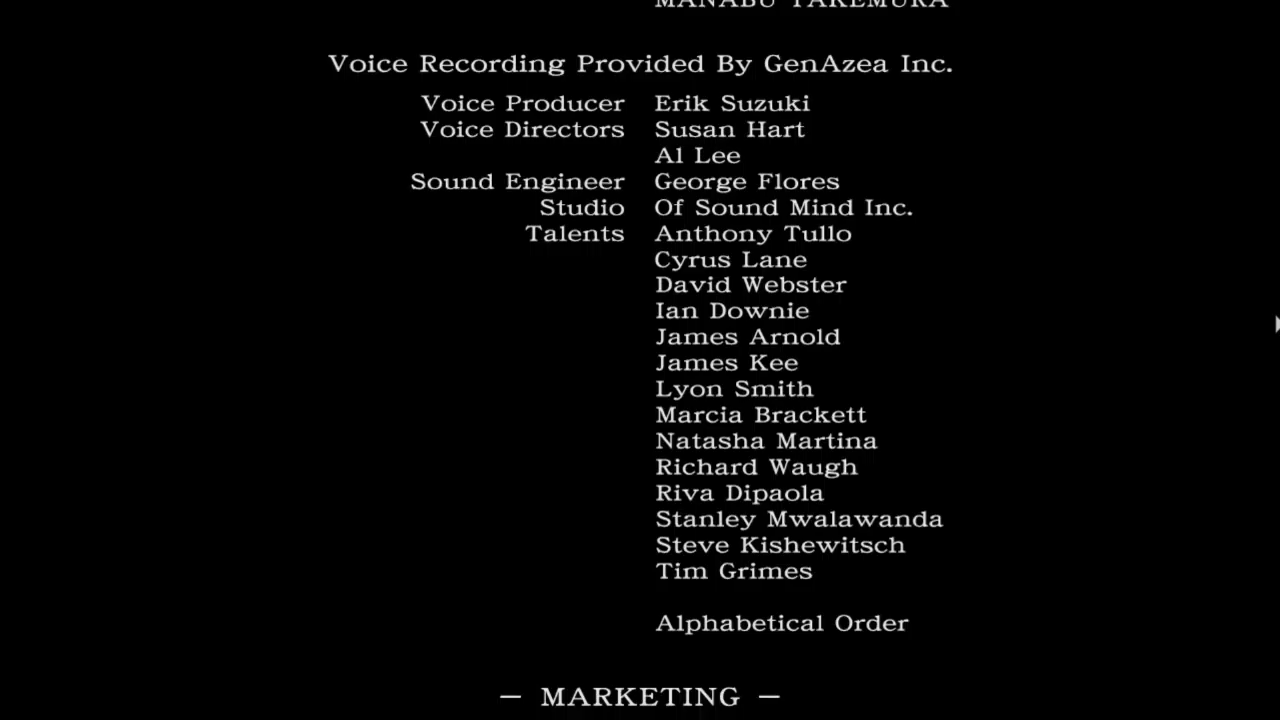 MANABU TAKEMURA
Voice Recording Provided By GenAzea Inc.
Voice Producer Erik Suzuki
Voice Directors Susan Hart
Al Lee
Sound Engineer George Flores
Studio Of Sound Mind Inc.
Talents Anthony Tullo
Cyrus Lane
David Webster
Ian Downie
James Arnold
James Kee
Lyon Smith
Marcia Brackett
Natasha Martina
Richard Waugh
Riva Dipaola
Stanley Mwalawanda
Steve Kishewitsch
Tim Grimes
Alphabetical Order
— MARKETING —